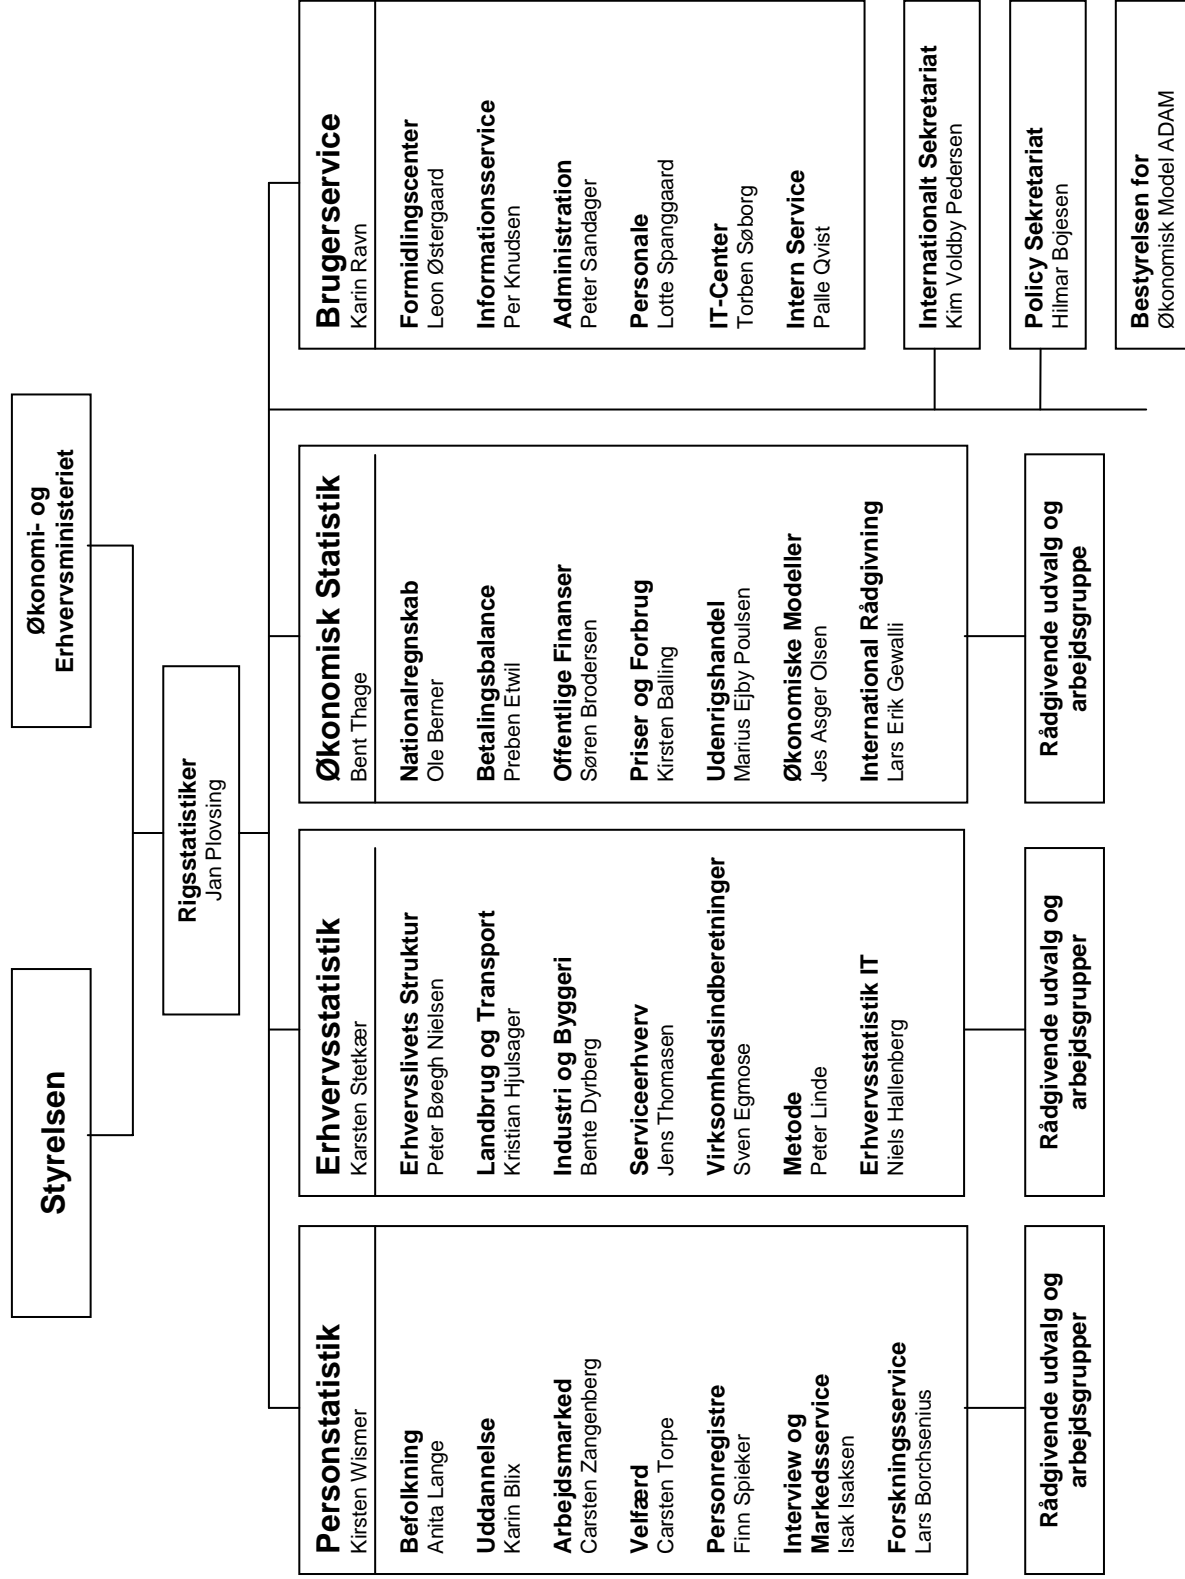 Styrelsen
Økonomi- og
Erhvervsministeriet
Rigsstatistiker
Jan Plovsing
Personstatistik
Kirsten Wismer
Befolkning
Anita Lange
Uddannelse
Karin Blix
Arbejdsmarked
Carsten Zangenberg
Velfærd
Carsten Torpe
Personregistre
Finn Spieker
Interview og
Markedsservice
Isak Isaksen
Forskningsservice
Lars Borchsenius
Rådgivende udvalg og
arbejdsgrupper
Erhvervsstatistik
Karsten Stetkær
Erhvervslivets Struktur
Peter Bøegh Nielsen
Landbrug og Transport
Kristian Hjulsager
Industri og Byggeri
Bente Dyrberg
Serviceerhverv
Jens Thomasen
Virksomhedsindberetninger
Sven Egmose
Metode
Peter Linde
Erhvervsstatistik IT
Niels Hallenberg
Rådgivende udvalg og
arbejdsgrupper
Økonomisk Statistik
Bent Thage
Nationalregnskab
Ole Berner
Betalingsbalance
Preben Etwil
Offentlige Finanser
Søren Brodersen
Priser og Forbrug
Kirsten Balling
Udenrigshandel
Marius Ejby Poulsen
Økonomiske Modeller
Jes Asger Olsen
International Rådgivning
Lars Erik Gewalli
Rådgivende udvalg og
arbejdsgruppe
Brugerservice
Karin Ravn
Formidlingscenter
Leon Østergaard
Informationsservice
Per Knudsen
Administration
Peter Sandager
Personale
Lotte Spanggaard
IT-Center
Torben Søborg
Intern Service
Palle Qvist
Internationalt Sekretariat
Kim Voldby Pedersen
Policy Sekretariat
Hilmar Bojesen
Bestyrelsen for
Økonomisk Model ADAM